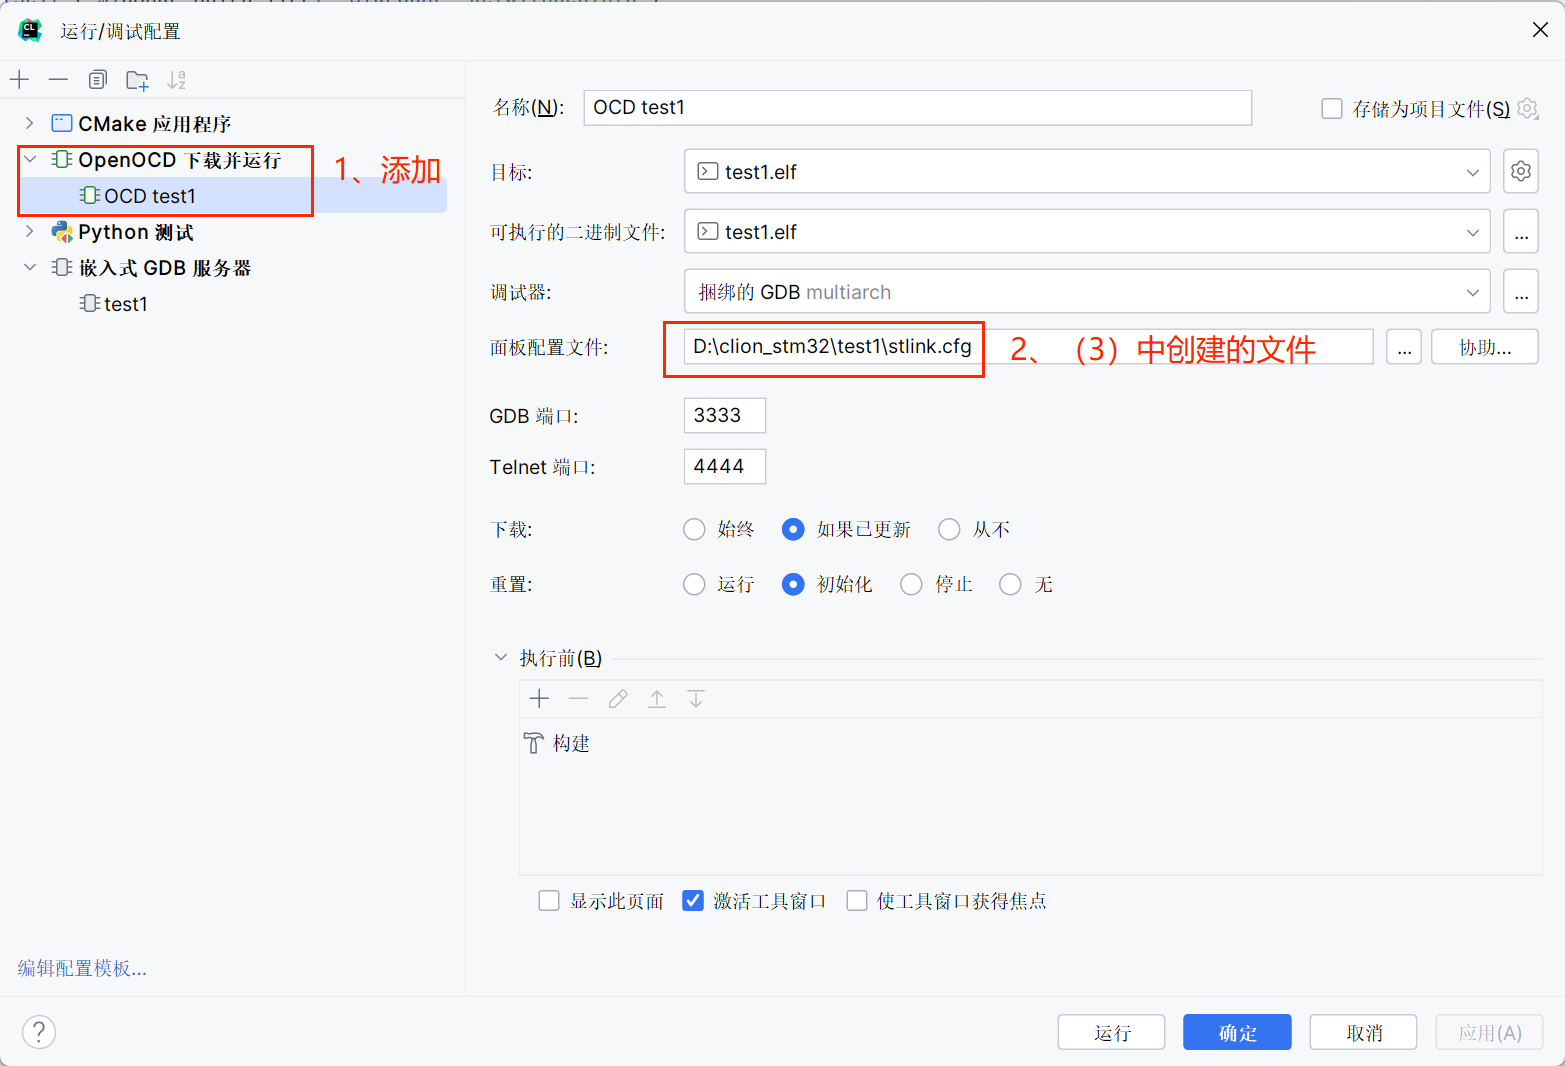 运行/调试配置
CMake 应用程序
OpenOCD 下载并运行
OCD test1
Python 测试
嵌入式 GDB 服务器
test1
1、添加
编辑配置模板...
名称(N):
OCD test1
存储为项目文件(S)
目标:
test1.elf
可执行的二进制文件:
test1.elf
...
调试器:
捆绑的 GDB multiarch
...
面板配置文件:
D:\clion_stm32\test1\stlink.cfg
2、（3）中创建的文件
...
协助...
GDB 端口:
3333
Telnet 端口:
4444
下载:
始终
如果已更新
从不
重置:
运行
初始化
停止
无
执行前(B)
构建
显示此页面
激活工具窗口
使工具窗口获得焦点
?
运行
确定
取消
应用(A)